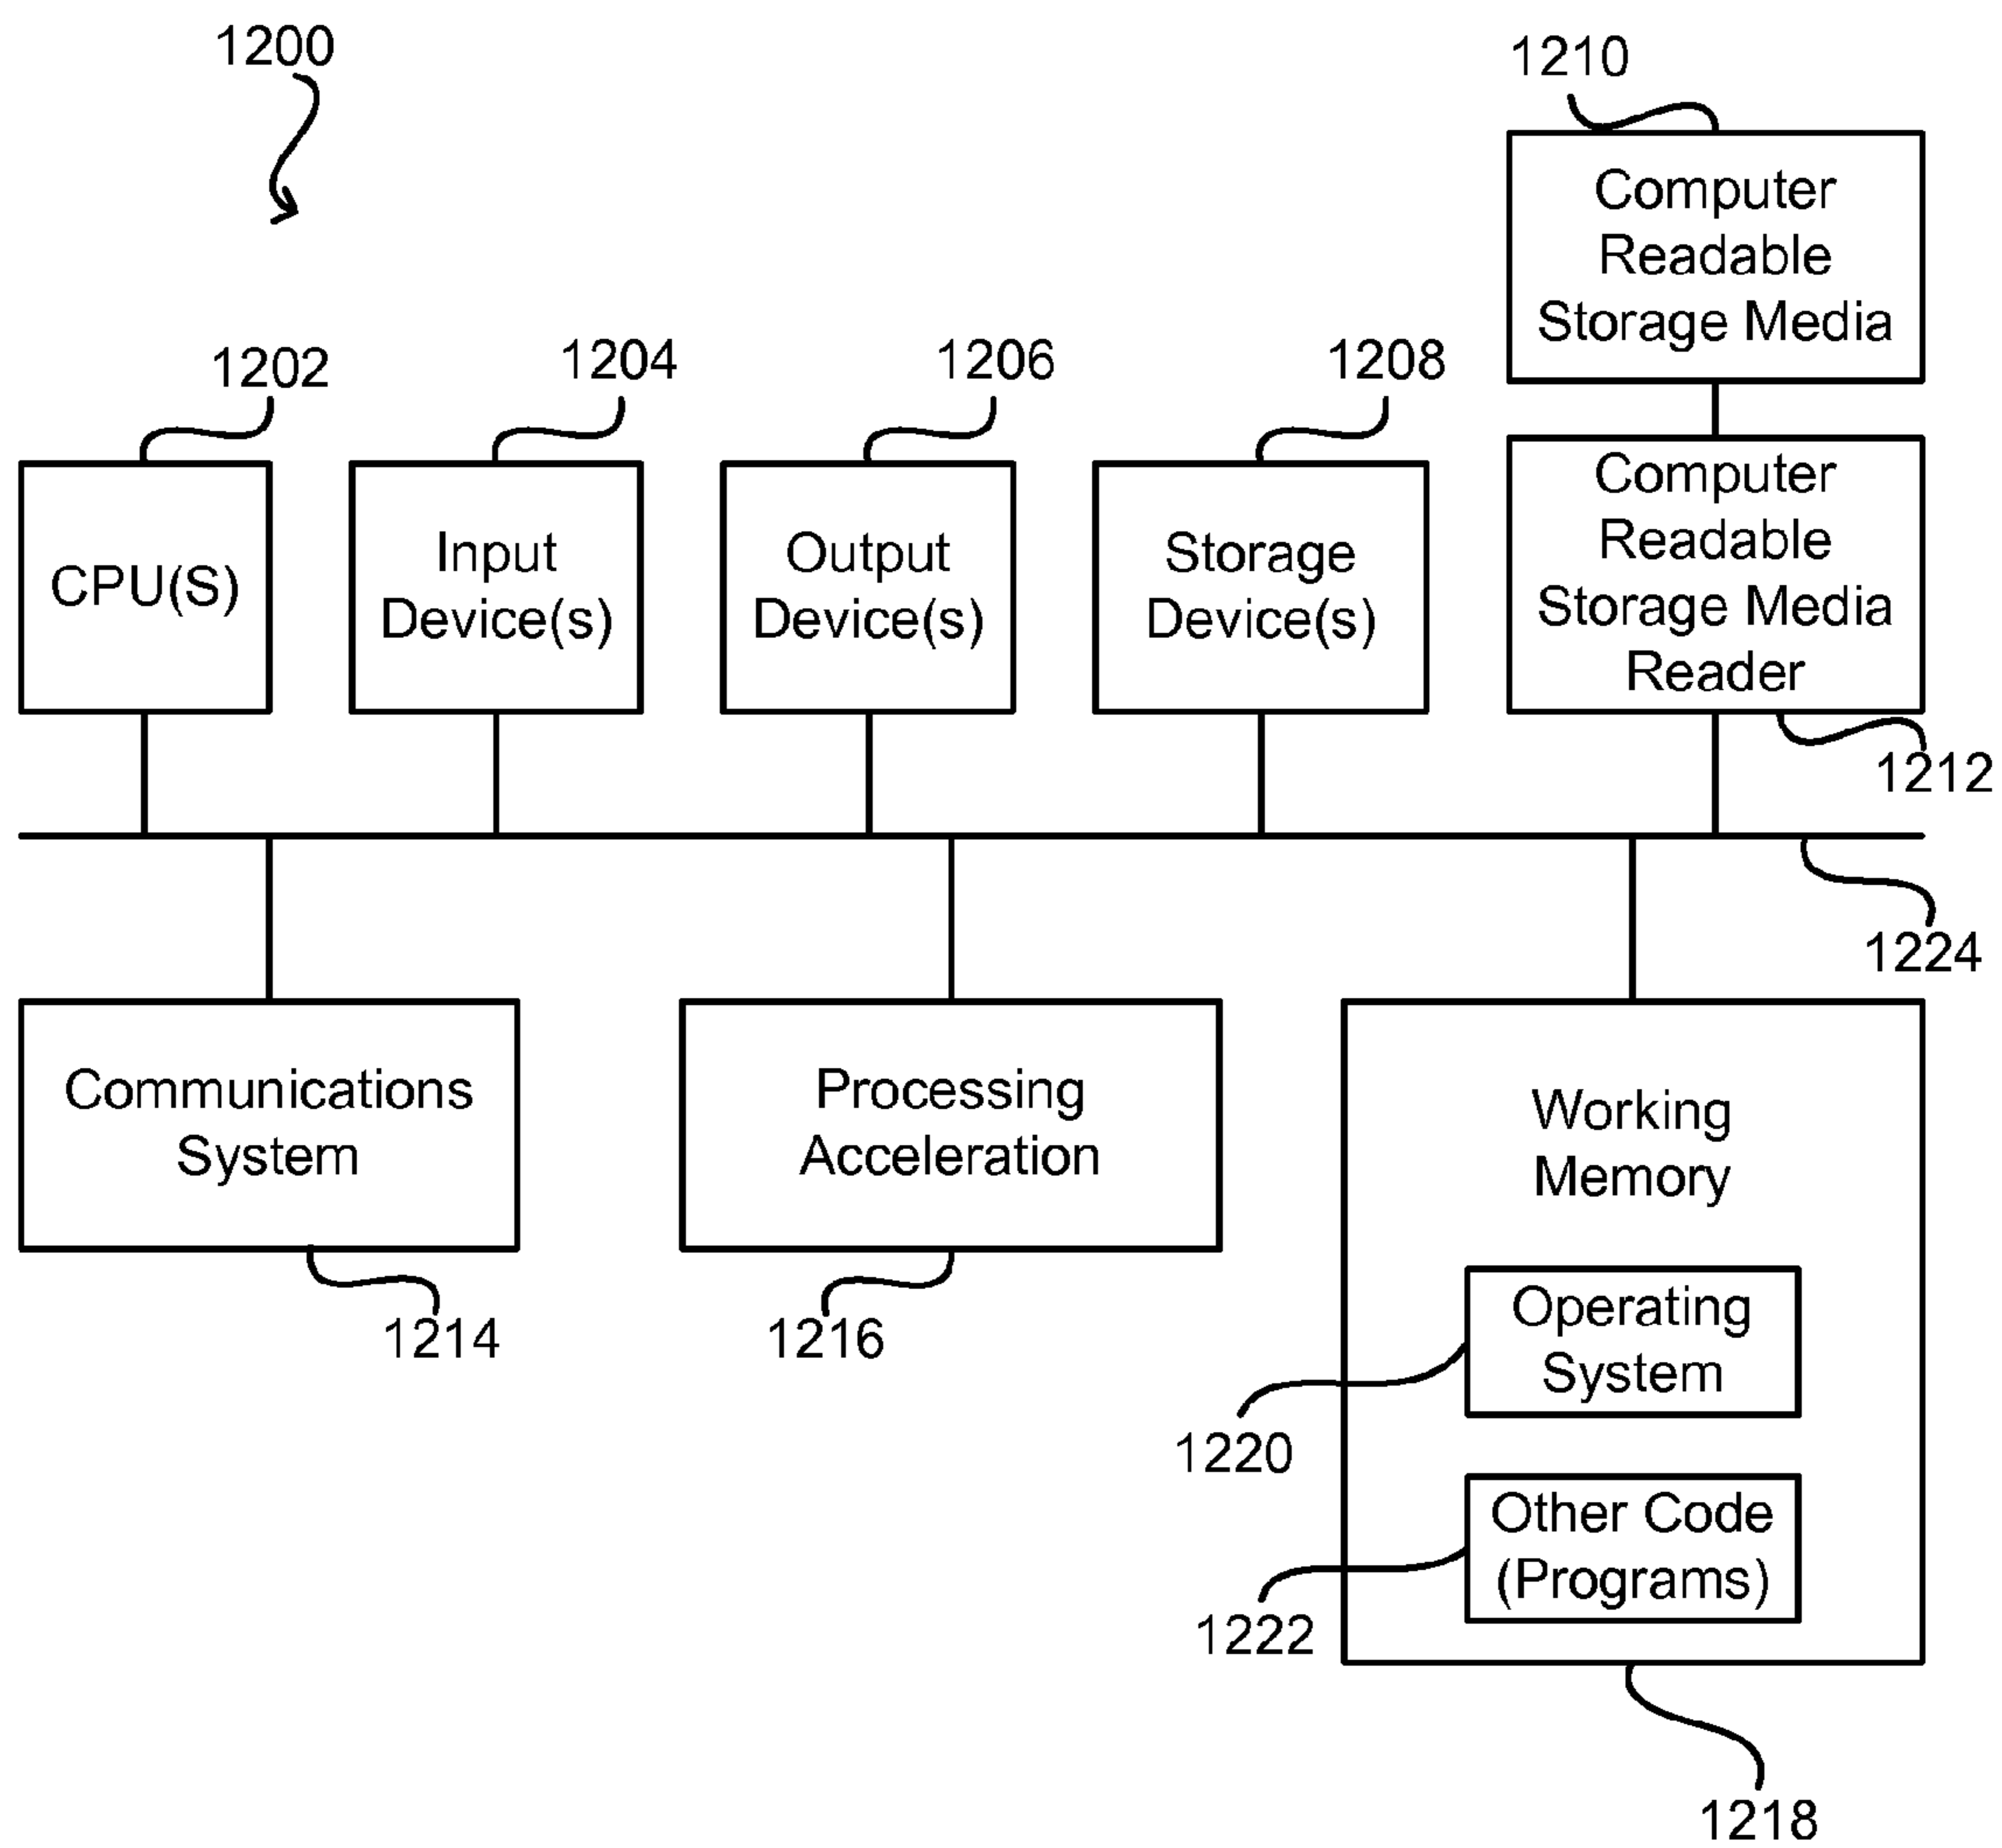 1200
1210
Computer
Readable
Storage Media
1202
1204
1206
1208
CPU(S)
Input
Device(s)
Output
Device(s)
Storage
Device(s)
Computer
Readable
Storage Media
Reader
1212
1224
Communications
System
1214
Processing
Acceleration
1216
Working
Memory
Operating
System
1220
Other Code
(Programs)
1222
1218